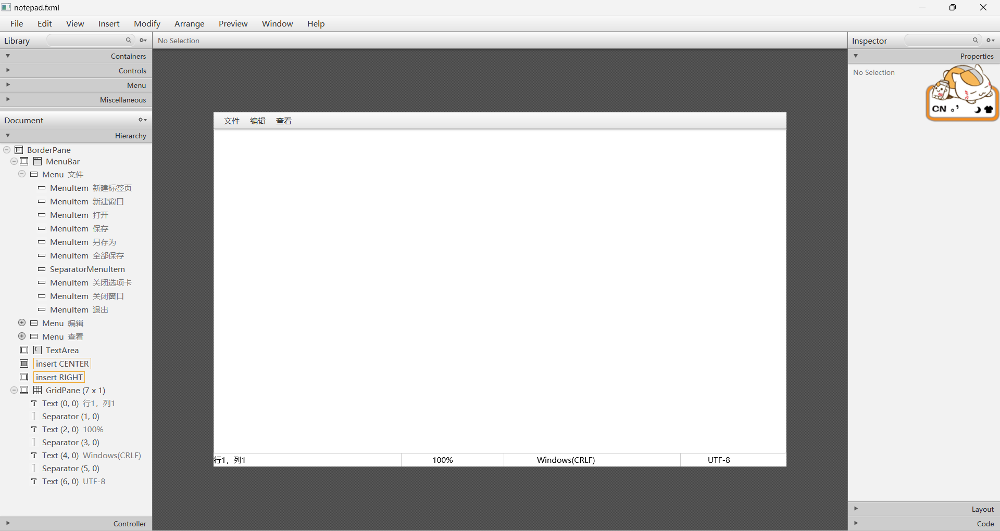 notepad.fxml
File Edit View Insert Modify Arrange Preview Window Help
Library
Containers
Controls
Menu
Miscellaneous
Document
Hierarchy
BorderPane
MenuBar
Menu 文件
MenuItem 新建标签页
MenuItem 新建窗口
MenuItem 打开
MenuItem 保存
MenuItem 另存为
MenuItem 全部保存
SeparatorMenuItem
MenuItem 关闭选项卡
MenuItem 关闭窗口
MenuItem 退出
Menu 编辑
Menu 查看
TextArea
insert CENTER
insert RIGHT
GridPane (7 x 1)
Text (0, 0) 行1，列1
Separator (1, 0)
Text (2, 0) 100%
Separator (3, 0)
Text (4, 0) Windows(CRLF)
Separator (5, 0)
Text (6, 0) UTF-8
Controller
No Selection
文件 编辑 查看
行1，列1 100% Windows(CRLF) UTF-8
Inspector
Properties
No Selection
CN 。’
Layout
Code